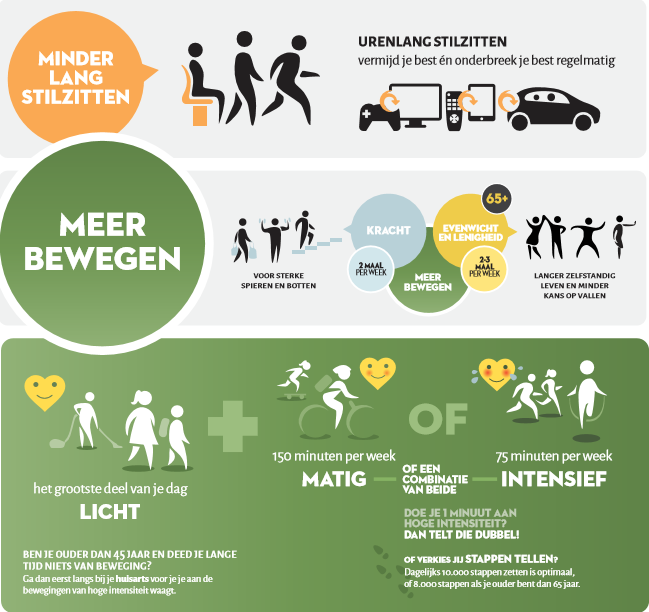 MINDER
LANG
STILZITTEN
URENLANG STILZITTEN
vermijd je best én onderbreek je best regelmatig
MEER
BEWEGEN
VOOR STERKE
SPIEREN EN BOTTEN
KRACHT
2 MAAL
PER WEEK
MEER
BEWEGEN
65+
EVENWICHT
EN LENIGHEID
2-3
MAAL
PER WEEK
LANGER ZELFSTANDIG
LEVEN EN MINDER
KANS OP VALLEN
het grootste deel van je dag
LICHT
+
150 minuten per week
MATIG
OF
OF EEN
COMBINATIE
VAN BEIDE
75 minuten per week
INTENSIEF
DOE JE 1 MINUUT AAN
HOGE INTENSITEIT?
DAN TELT DIE DUBBEL!
BEN JE OUDER DAN 45 JAAR EN DEED JE LANGE
TIJD NIETS VAN BEWEGING?
Ga dan eerst langs bij je huisarts voor je je aan de
bewegingen van hoge intensiteit waagt.
OF VERKIES JIJ STAPPEN TELLEN?
Dagelijks 10.000 stappen zetten is optimaal,
of 8.000 stappen als je ouder bent dan 65 jaar.